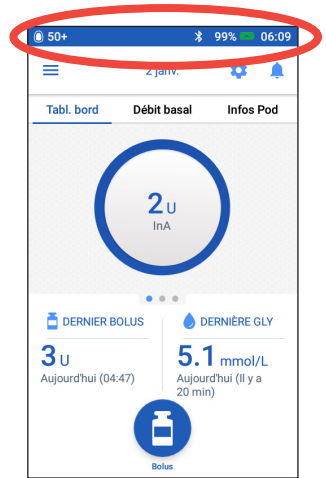 50+ 99% 06:09
2 janv.
Tabl. bord Débit basal Infos Pod
2 U
InA
DERNIER BOLUS DERNIÈRE GLY
3 U 5.1 mmol/L
Aujourd'hui (04:47) Aujourd'hui (Il y a
20 min)
Bolus